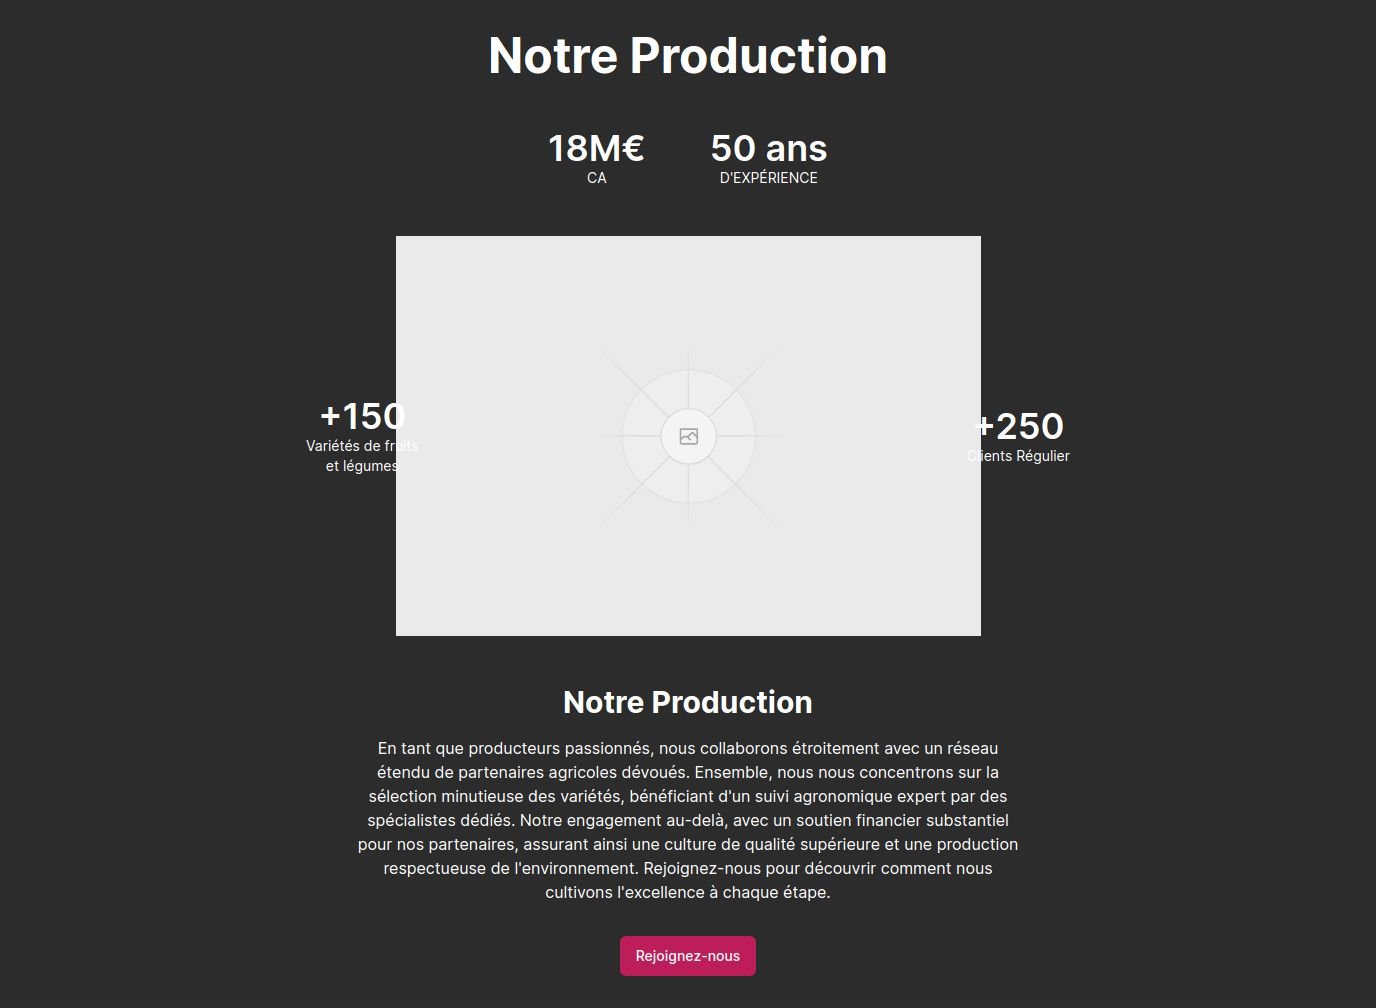 Notre Production
18M€
CA
50 ans
D'EXPÉRIENCE
+150
Variétés de fruits
et légumes
+250
Clients Régulier
Notre Production
En tant que producteurs passionnés, nous collaborons étroitement avec un réseau
étendu de partenaires agricoles dévoués. Ensemble, nous nous concentrons sur la
sélection minutieuse des variétés, bénéficiant d'un suivi agronomique expert par des
spécialistes dédiés. Notre engagement au-delà, avec un soutien financier substantiel
pour nos partenaires, assurant ainsi une culture de qualité supérieure et une production
respectueuse de l'environnement. Rejoignez-nous pour découvrir comment nous
cultivons l'excellence à chaque étape.
Rejoignez-nous